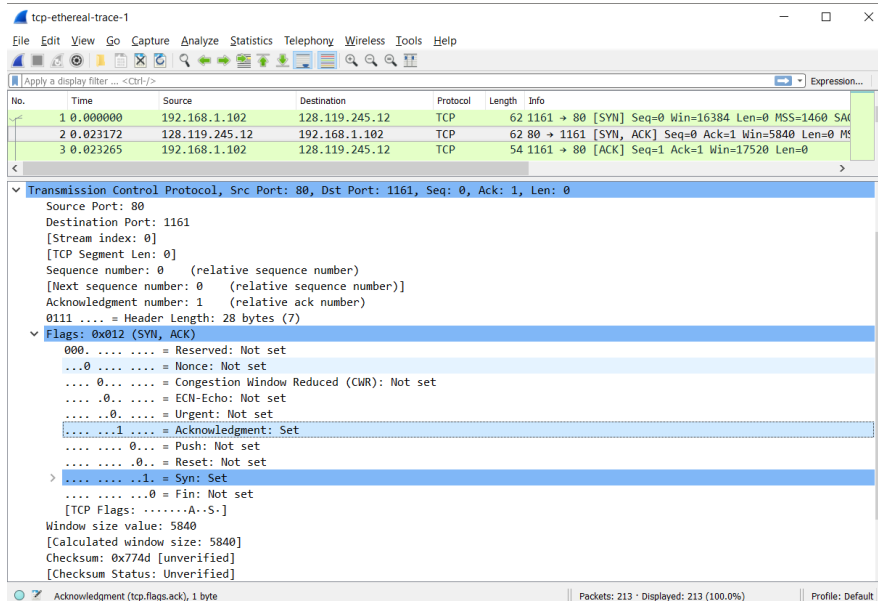 tcp-ethereal-trace-1
File Edit View Go Capture Analyze Statistics Telephony Wireless Tools Help
Apply a display filter ... <Ctrl-/> Expression...
No. Time Source Destination Protocol Length Info
1 0.000000 192.168.1.102 128.119.245.12 TCP 62 1161 → 80 [SYN] Seq=0 Win=16384 Len=0 MSS=1460 SAC
2 0.023172 128.119.245.12 192.168.1.102 TCP 62 80 → 1161 [SYN, ACK] Seq=0 Ack=1 Win=5840 Len=0 MS
3 0.023265 192.168.1.102 128.119.245.12 TCP 54 1161 → 80 [ACK] Seq=1 Ack=1 Win=17520 Len=0
Transmission Control Protocol, Src Port: 80, Dst Port: 1161, Seq: 0, Ack: 1, Len: 0
Source Port: 80
Destination Port: 1161
[Stream index: 0]
[TCP Segment Len: 0]
Sequence number: 0 (relative sequence number)
[Next sequence number: 0 (relative sequence number)]
Acknowledgment number: 1 (relative ack number)
0111 .... = Header Length: 28 bytes (7)
Flags: 0x012 (SYN, ACK)
000. .... .... = Reserved: Not set
...0 .... .... = Nonce: Not set
.... 0... .... = Congestion Window Reduced (CWR): Not set
.... .0.. .... = ECN-Echo: Not set
.... ..0. .... = Urgent: Not set
.... ...1 .... = Acknowledgment: Set
.... .... 0... = Push: Not set
.... .... .0.. = Reset: Not set
.... .... ..1. = Syn: Set
.... .... ...0 = Fin: Not set
[TCP Flags: ·······A··S·]
Window size value: 5840
[Calculated window size: 5840]
Checksum: 0x774d [unverified]
[Checksum Status: Unverified]
Acknowledgment (tcp.flags.ack), 1 byte Packets: 213 · Displayed: 213 (100.0%) Profile: Default